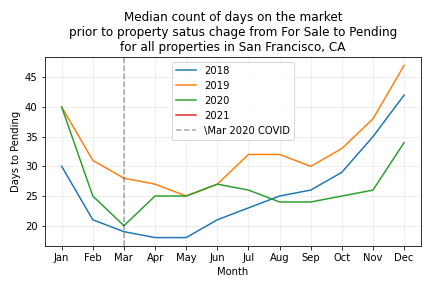 Median count of days on the market
prior to property satus chage from For Sale to Pending
for all properties in San Francisco, CA
2018
2019
2020
2021
\Mar 2020 COVID
Days to Pending
45
40
35
30
25
20
Jan Feb Mar Apr May Jun Jul Aug Sep Oct Nov Dec
Month